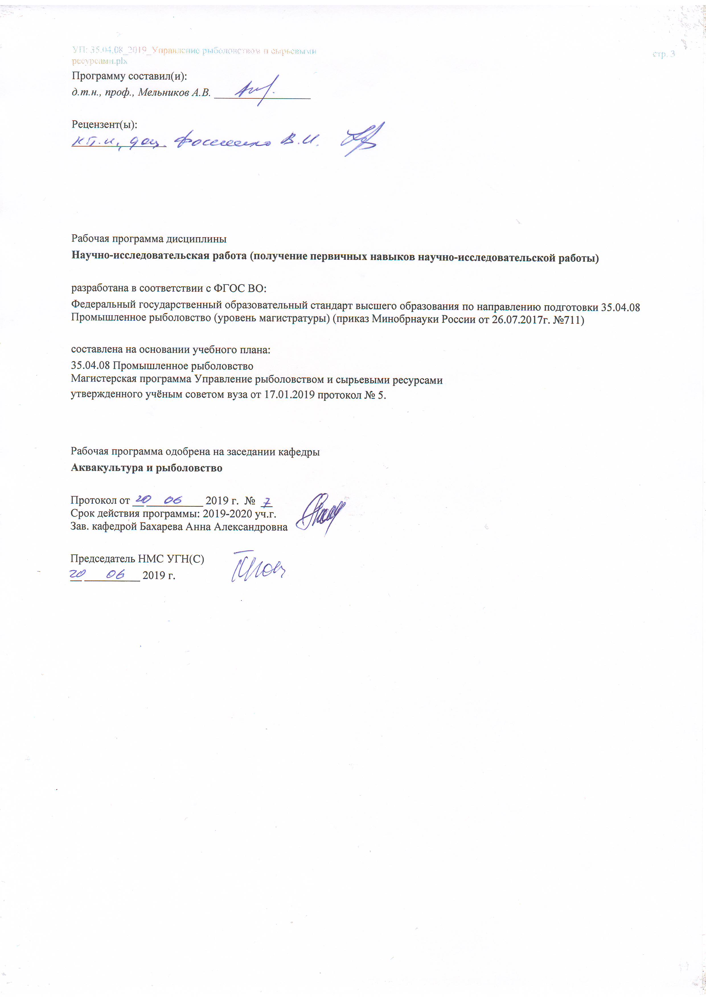 УП: 35.04.08_2019_Управление рыболовством и сырьевыми
ресурсами.plx
стр. 3
Программу составил(и):
д.т.н., проф., Мельников А.В.
Рецензент(ы):
к.т.н, доц. В.И.
Рабочая программа дисциплины
Научно-исследовательская работа (получение первичных навыков научно-исследовательской работы)
разработана в соответствии с ФГОС ВО:
Федеральный государственный образовательный стандарт высшего образования по направлению подготовки 35.04.08
Промышленное рыболовство (уровень магистратуры) (приказ Минобрнауки России от 26.07.2017г. №711)
составлена на основании учебного плана:
35.04.08 Промышленное рыболовство
Магистерская программа Управление рыболовством и сырьевыми ресурсами
утвержденного учёным советом вуза от 17.01.2019 протокол № 5.
Рабочая программа одобрена на заседании кафедры
Аквакультура и рыболовство
Протокол от 20 06 2019 г. № 7
Срок действия программы: 2019-2020 уч.г.
Зав. кафедрой Бахарева Анна Александровна
Председатель НМС УГН(С)
20 06 2019 г.